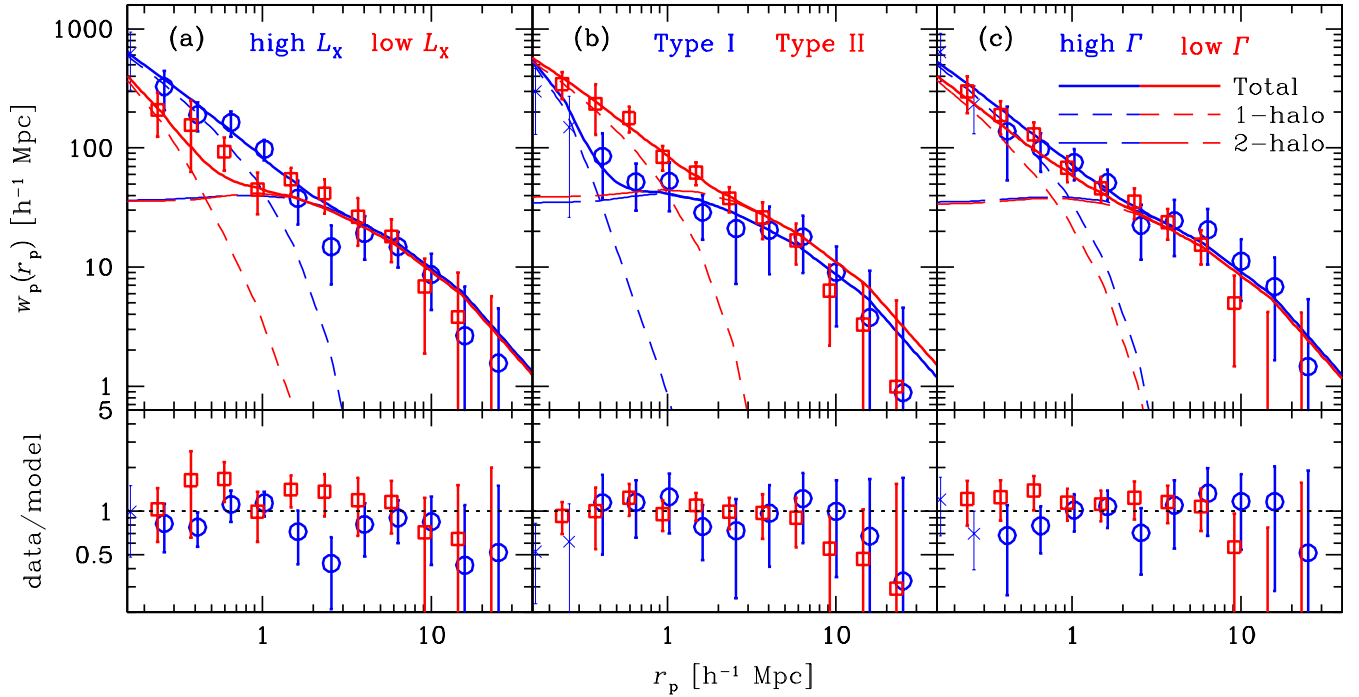 (a) high L_X low L_X
(b) Type I Type II
(c) high Γ low Γ
Total
1-halo
2-halo
w_p(r_p) [h⁻¹ Mpc]
1000
100
10
1
5
1
0.5
data/model
1 10
1 10
1 10
r_p [h⁻¹ Mpc]